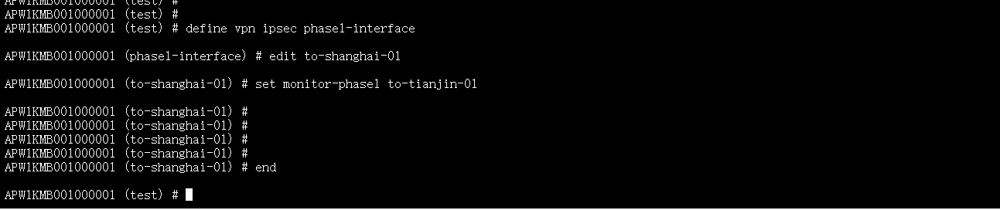 APW1KMB001000001 (test) #
APW1KMB001000001 (test) #
APW1KMB001000001 (test) # define vpn ipsec phase1-interface
APW1KMB001000001 (phase1-interface) # edit to-shanghai-01
APW1KMB001000001 (to-shanghai-01) # set monitor-phase1 to-tianjin-01
APW1KMB001000001 (to-shanghai-01) #
APW1KMB001000001 (to-shanghai-01) #
APW1KMB001000001 (to-shanghai-01) #
APW1KMB001000001 (to-shanghai-01) #
APW1KMB001000001 (to-shanghai-01) # end
APW1KMB001000001 (test) #